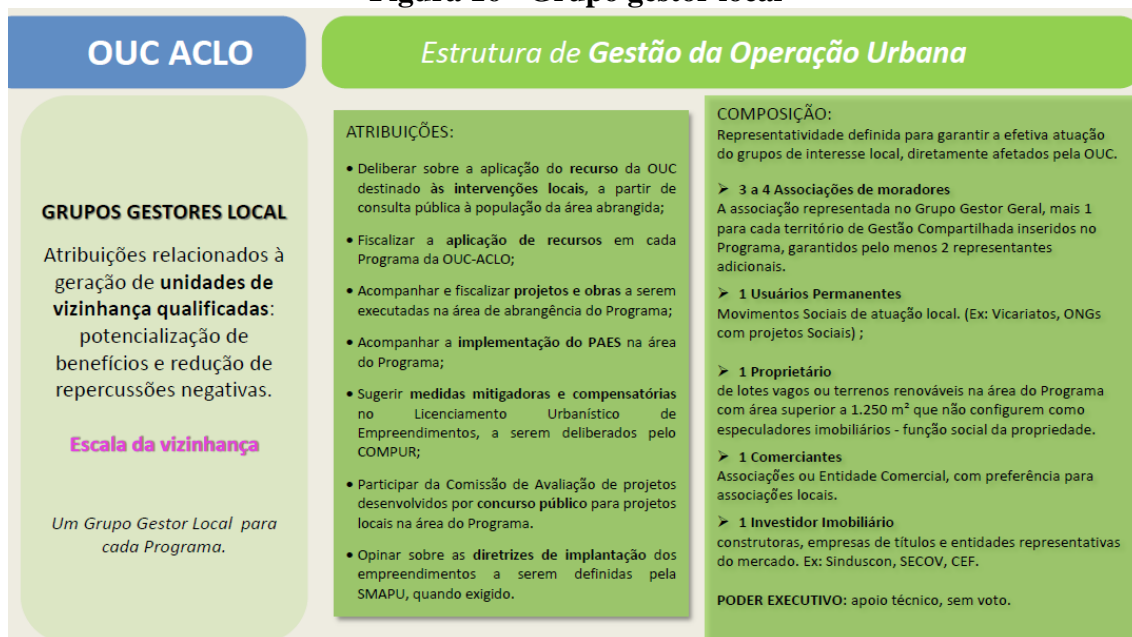 Figura 16 - Grupo gestor local
OUC ACLO
Estrutura de Gestão da Operação Urbana
GRUPOS GESTORES LOCAL
Atribuições relacionados à
geração de unidades de
vizinhança qualificadas:
potencialização de
benefícios e redução de
repercussões negativas.
Escala da vizinhança
Um Grupo Gestor Local para
cada Programa.
ATRIBUIÇÕES:
• Deliberar sobre a aplicação do recurso da OUC
destinado às intervenções locais, a partir de
consulta pública à população da área abrangida;
• Fiscalizar a aplicação de recursos em cada
Programa da OUC-ACLO;
• Acompanhar e fiscalizar projetos e obras a serem
executadas na área de abrangência do Programa;
• Acompanhar a implementação do PAES na área
do Programa;
• Sugerir medidas mitigadoras e compensatórias
no Licenciamento Urbanístico de
Empreendimentos, a serem deliberados pelo
COMPUR;
• Participar da Comissão de Avaliação de projetos
desenvolvidos por concurso público para projetos
locais na área do Programa.
• Opinar sobre as diretrizes de implantação dos
empreendimentos a serem definidas pela
SMAPU, quando exigido.
COMPOSIÇÃO:
Representatividade definida para garantir a efetiva atuação
do grupos de interesse local, diretamente afetados pela OUC.
➢ 3 a 4 Associações de moradores
A associação representada no Grupo Gestor Geral, mais 1
para cada território de Gestão Compartilhada inseridos no
Programa, garantidos pelo menos 2 representantes
adicionais.
➢ 1 Usuários Permanentes
Movimentos Sociais de atuação local. (Ex: Vicariatos, ONGs
com projetos Sociais) ;
➢ 1 Proprietário
de lotes vagos ou terrenos renováveis na área do Programa
com área superior a 1.250 m² que não configurem como
especuladores imobiliários - função social da propriedade.
➢ 1 Comerciantes
Associações ou Entidade Comercial, com preferência para
associações locais.
➢ 1 Investidor Imobiliário
construtoras, empresas de títulos e entidades representativas
do mercado. Ex: Sinduscon, SECOV, CEF.
PODER EXECUTIVO: apoio técnico, sem voto.